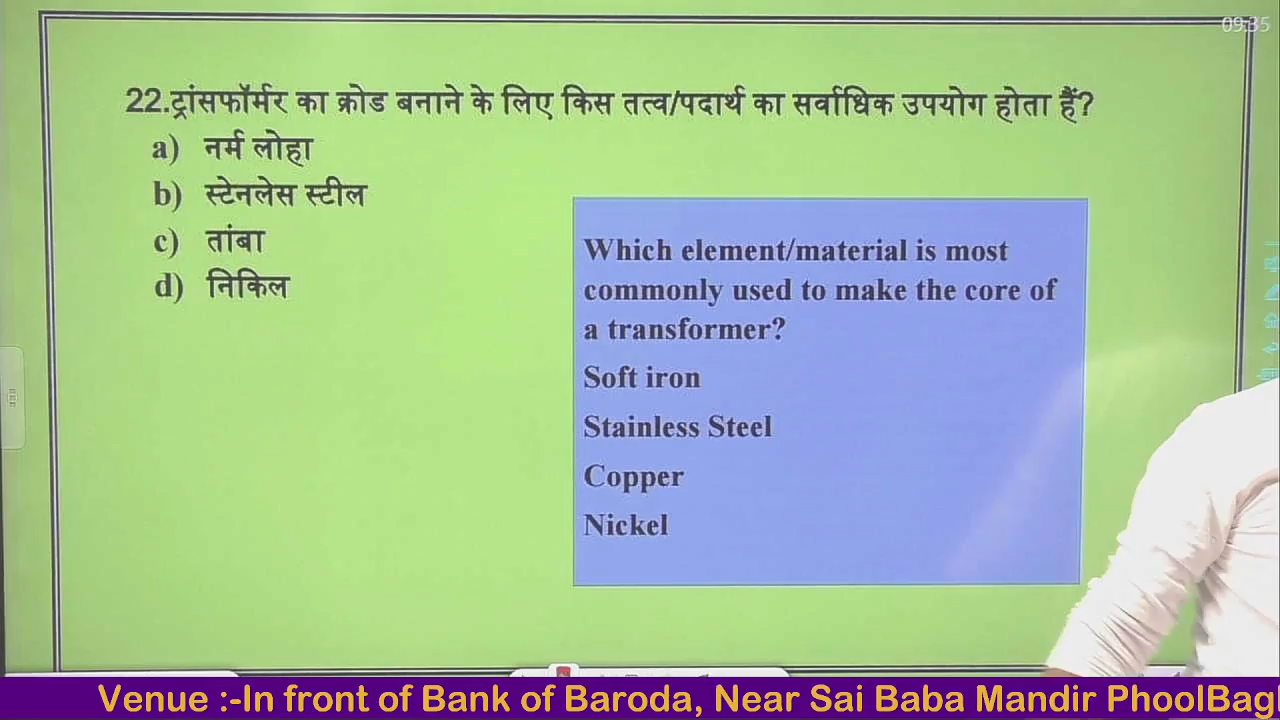 09:35
22.ट्रांसफॉर्मर का क्रोड बनाने के लिए किस तत्व/पदार्थ का सर्वाधिक उपयोग होता हैं?
a) नर्म लोहा
b) स्टेनलेस स्टील
c) तांबा
d) निकिल
Which element/material is most
commonly used to make the core of
a transformer?
Soft iron
Stainless Steel
Copper
Nickel
Venue :-In front of Bank of Baroda, Near Sai Baba Mandir PhoolBag